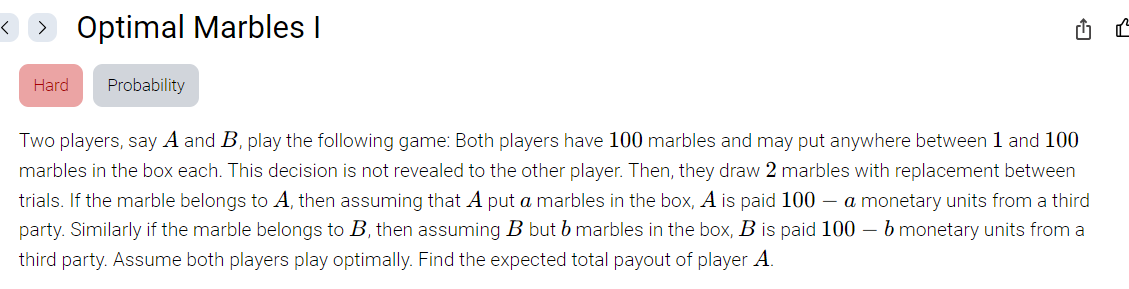 Optimal Marbles I
Hard
Probability
Two players, say A and B, play the following game: Both players have 100 marbles and may put anywhere between 1 and 100
marbles in the box each. This decision is not revealed to the other player. Then, they draw 2 marbles with replacement between
trials. If the marble belongs to A, then assuming that A put a marbles in the box, A is paid 100 − a monetary units from a third
party. Similarly if the marble belongs to B, then assuming B but b marbles in the box, B is paid 100 − b monetary units from a
third party. Assume both players play optimally. Find the expected total payout of player A.